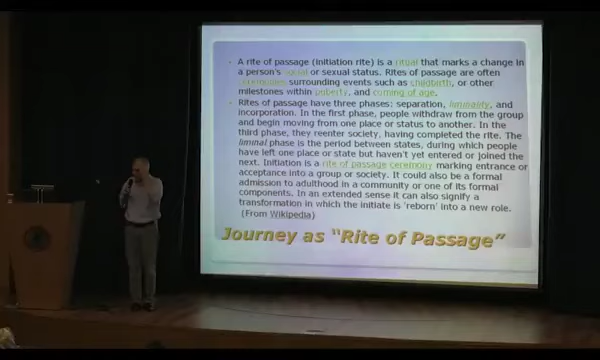 A rite of passage (initiation rite) is a ritual that marks a change in
a person's social or sexual status. Rites of passage are often
ceremonies surrounding events such as childbirth, or other
milestones within puberty, and coming of age.
Rites of passage have three phases: separation, liminality, and
incorporation. In the first phase, people withdraw from the group
and begin moving from one place or status to another. In the
third phase, they reenter society, having completed the rite. The
liminal phase is the period between states, during which people
have left one place or state but haven't yet entered or joined the
next. Initiation is a rite of passage ceremony marking entrance or
acceptance into a group or society. It could also be a formal
admission to adulthood in a community or one of its formal
components. In an extended sense it can also signify a
transformation in which the initiate is 'reborn' into a new role.
(From Wikipedia)
Journey as “Rite of Passage”